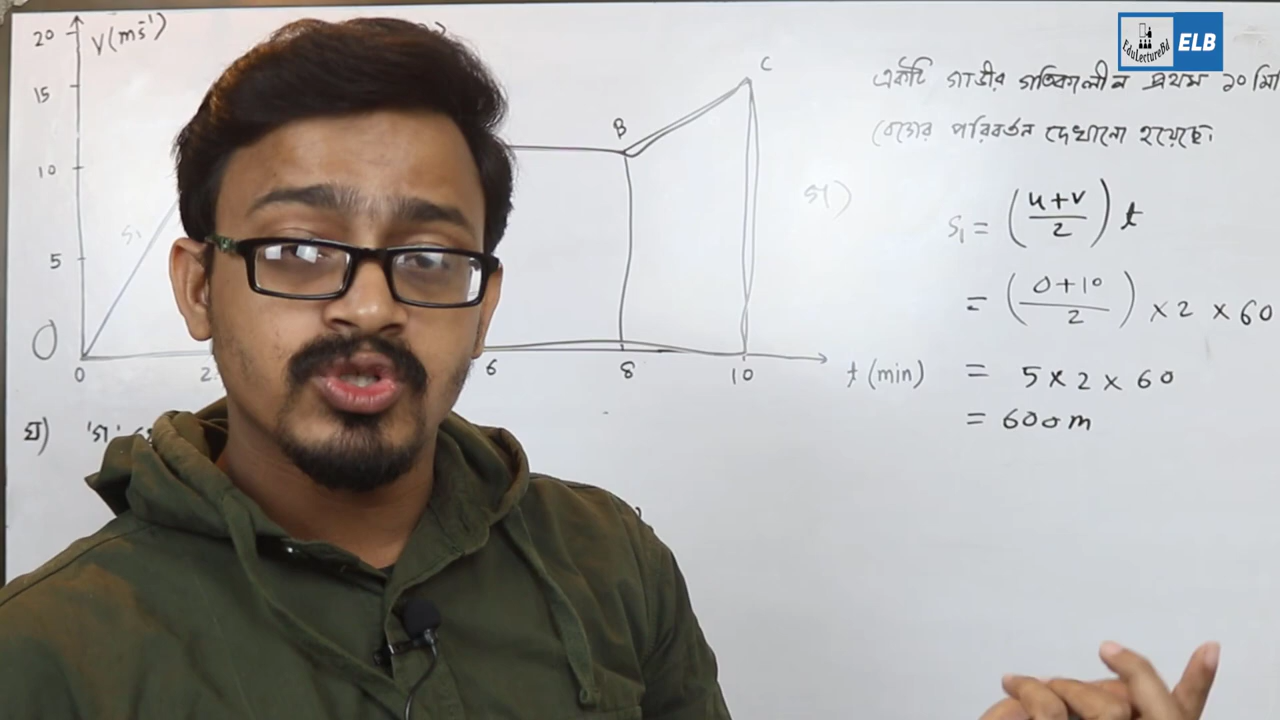 EduLectureBd ELB
20 V(ms⁻¹)
15
10
5
0
S₁
B
C
0 2 6 8 10 t (min)
একটি গাড়ীর গতিকালীন প্রথম ১০ মি
বেগের পরিবর্তন দেখানো হয়েছে।
গ)
S₁ = (u+v/2) t
= (0+10/2) × 2 × 60
= 5 × 2 × 60
= 600 m
ঘ) 'গ'